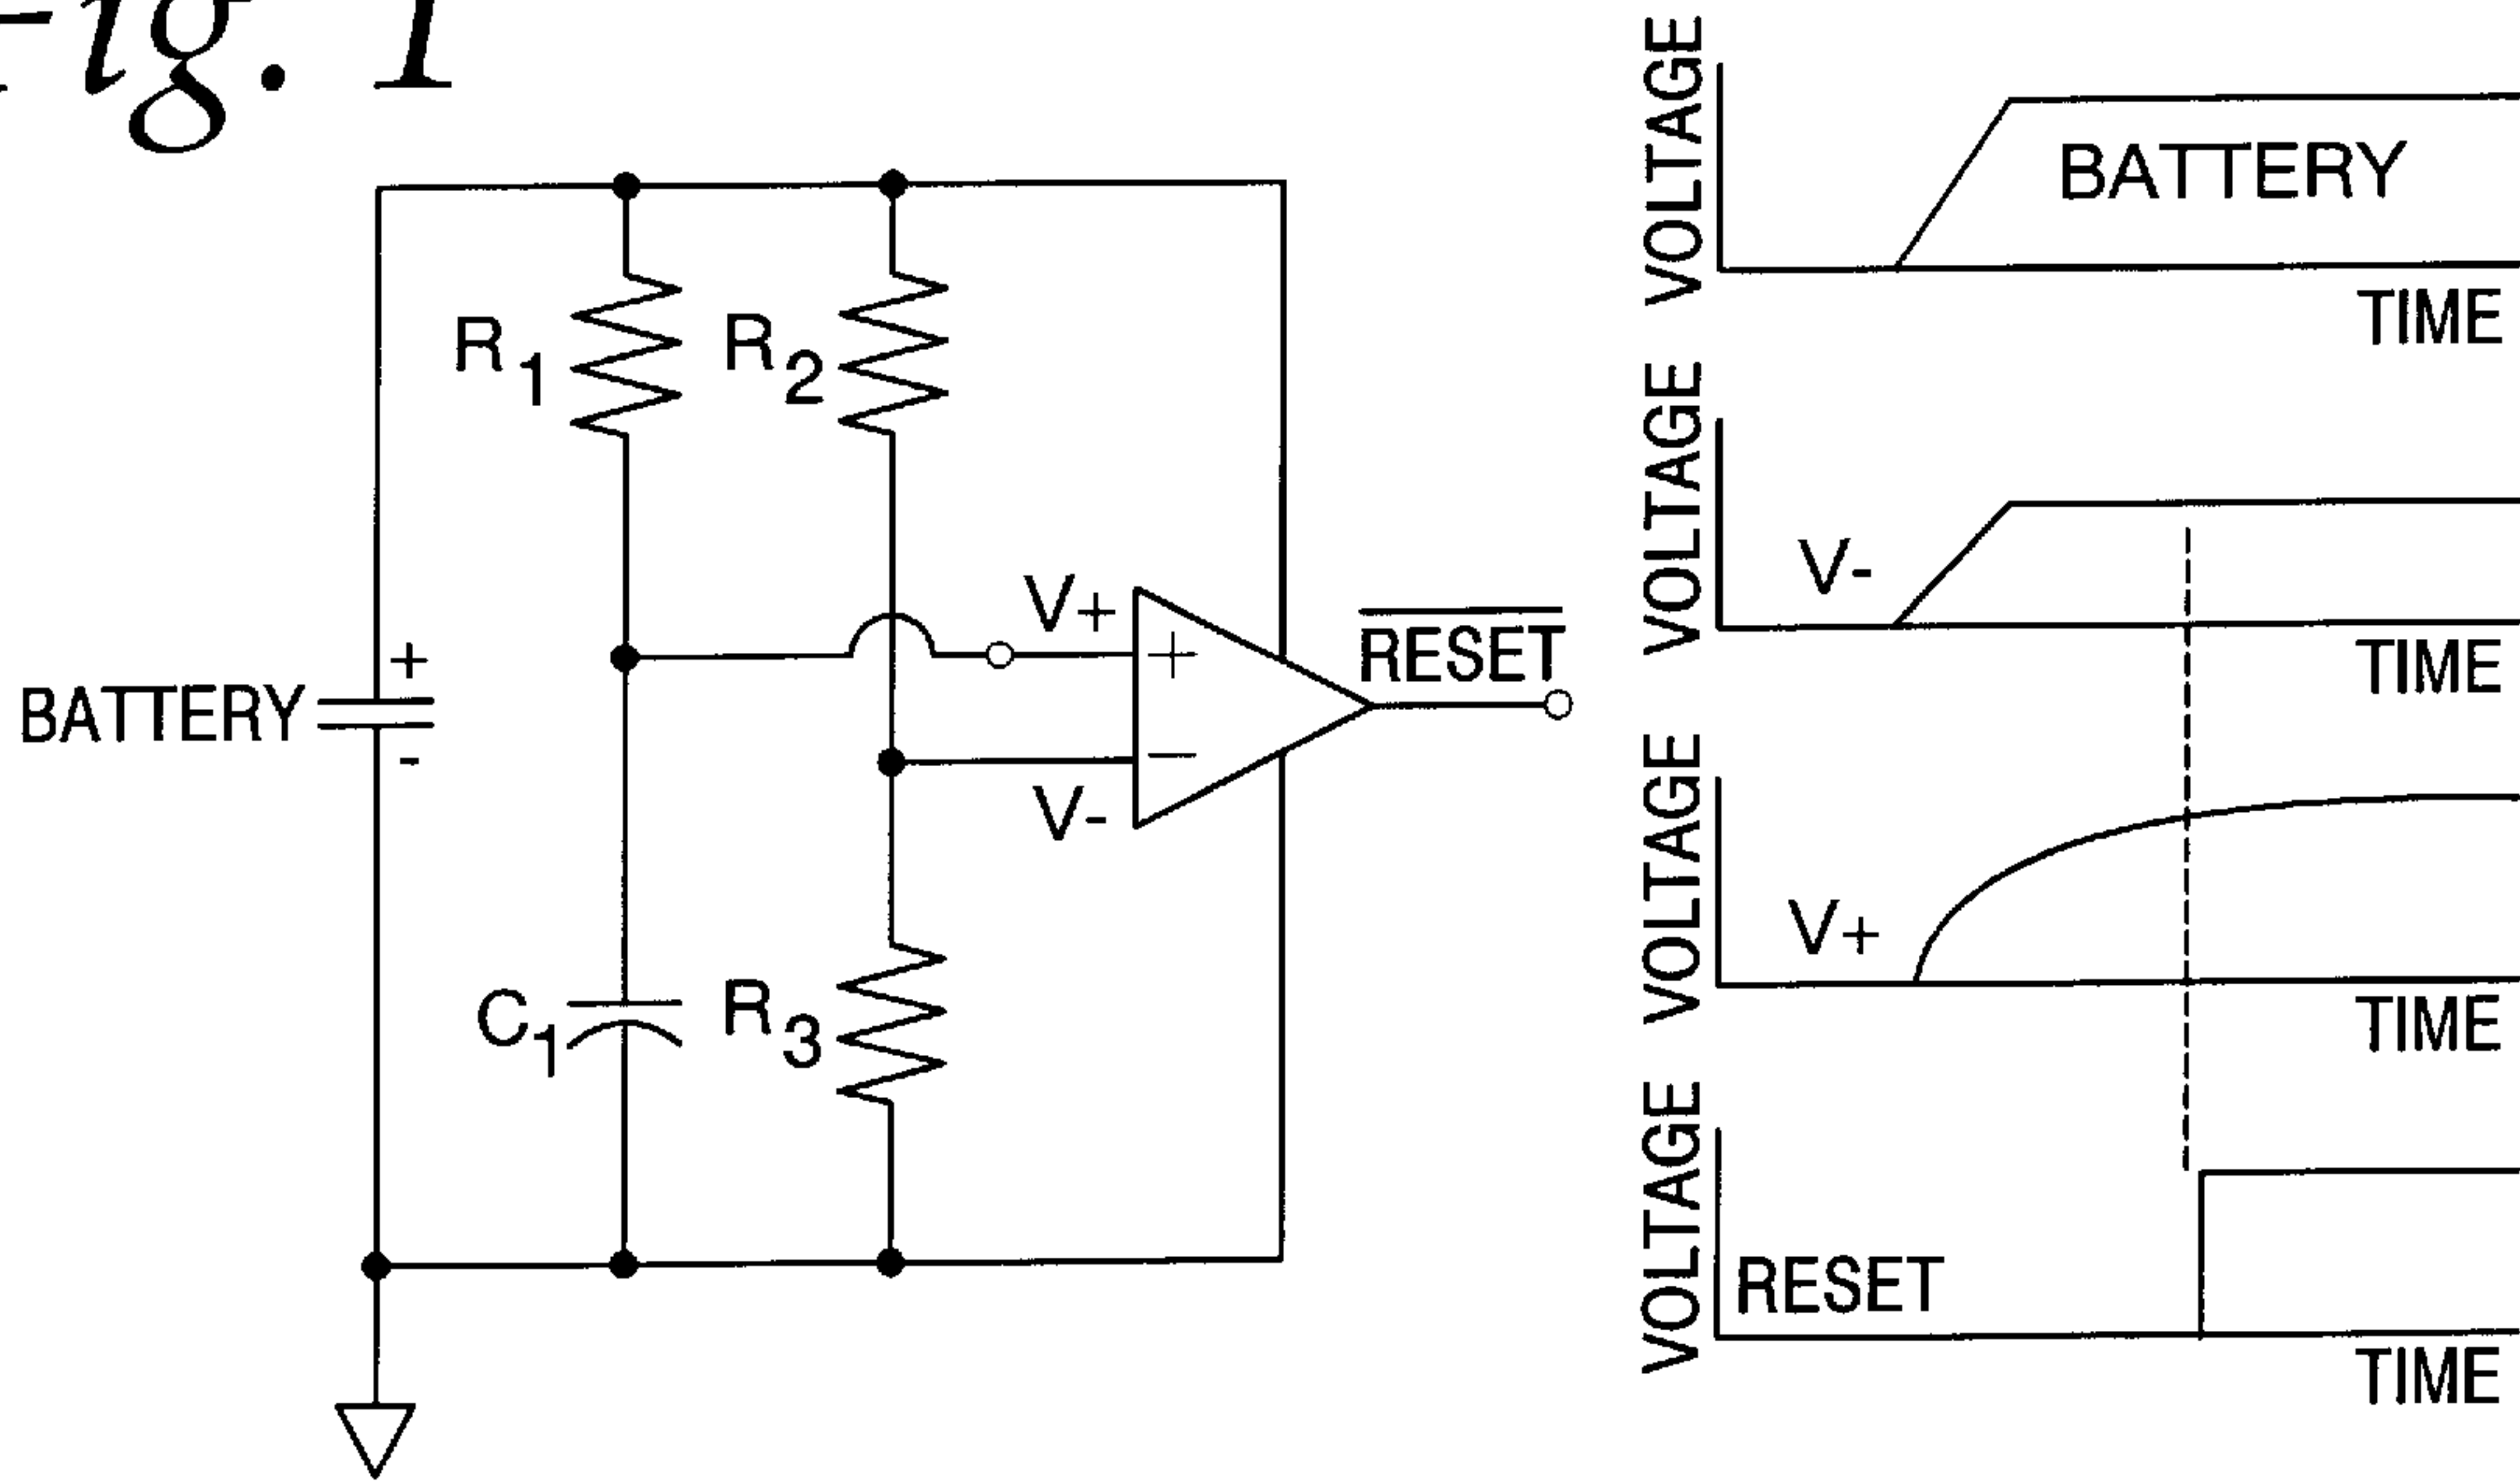 Fig. 1
R1
R2
V+
+
RESET
+
BATTERY
-
−
V-
C1
R3
VOLTAGE
BATTERY
TIME
VOLTAGE
V-
TIME
VOLTAGE
V+
TIME
VOLTAGE
RESET
TIME